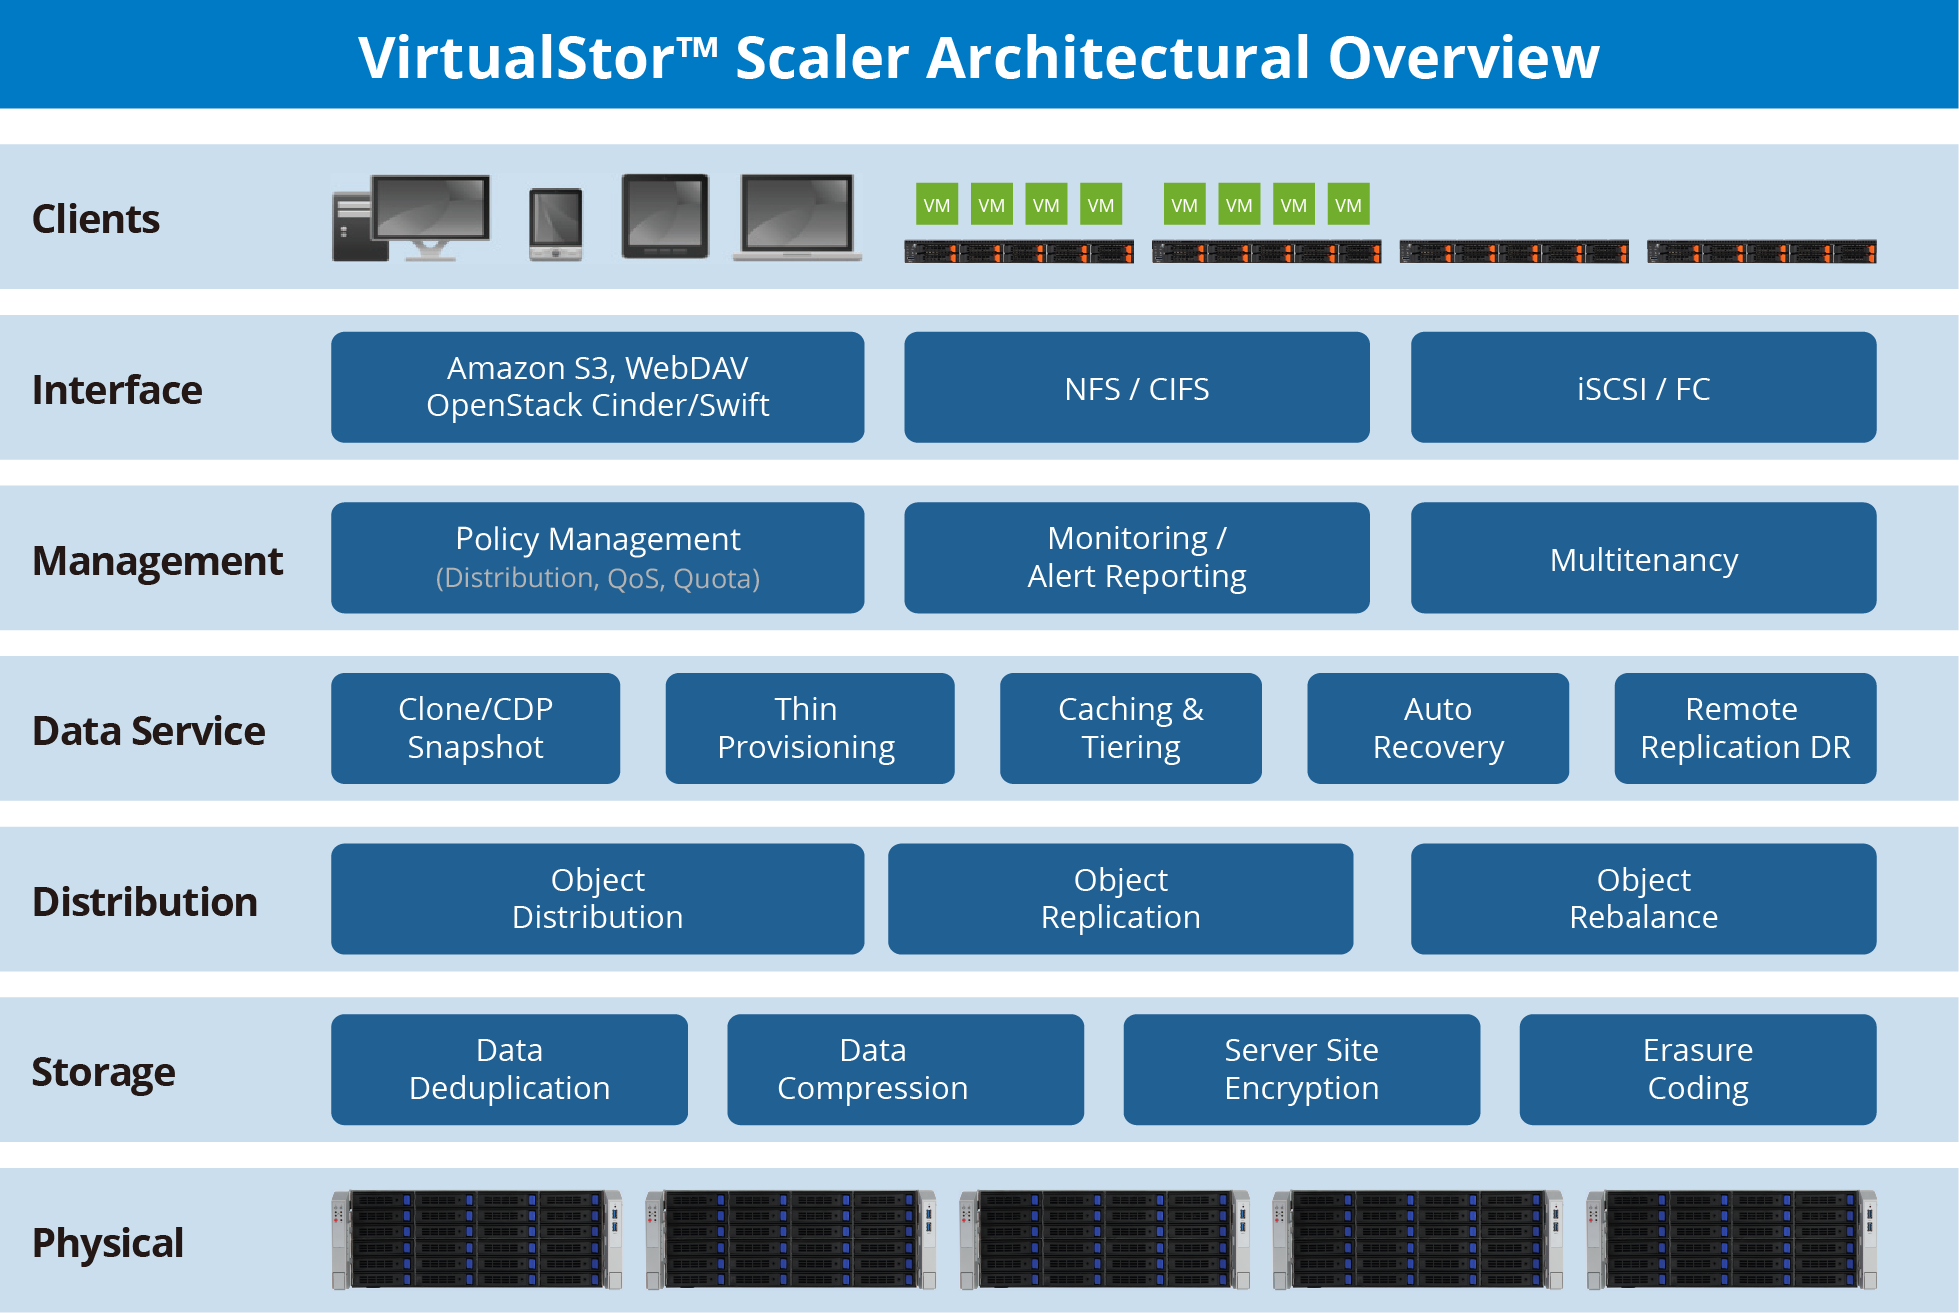 VirtualStor™ Scaler Architectural Overview
Clients
VM VM VM VM VM VM VM VM
Interface
Amazon S3, WebDAV
OpenStack Cinder/Swift
NFS / CIFS
iSCSI / FC
Management
Policy Management
(Distribution, QoS, Quota)
Monitoring /
Alert Reporting
Multitenancy
Data Service
Clone/CDP
Snapshot
Thin
Provisioning
Caching &
Tiering
Auto
Recovery
Remote
Replication DR
Distribution
Object
Distribution
Object
Replication
Object
Rebalance
Storage
Data
Deduplication
Data
Compression
Server Site
Encryption
Erasure
Coding
Physical